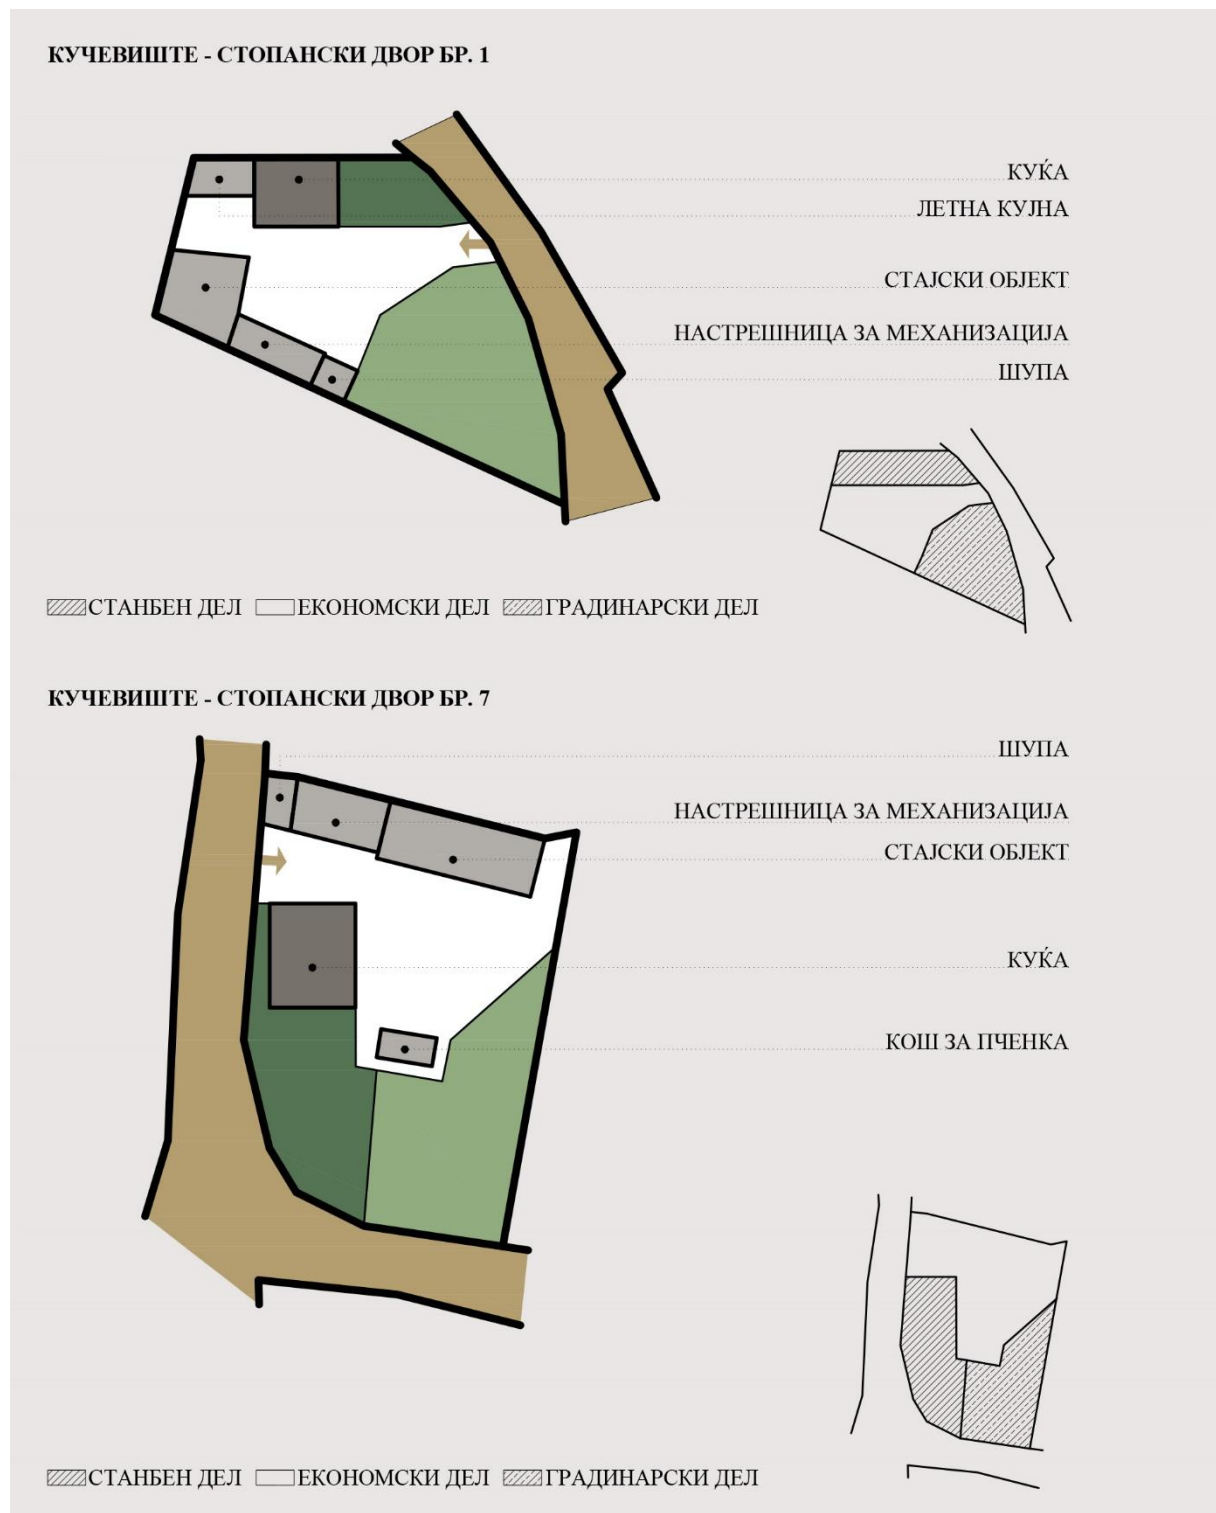 КУЧЕВИШТЕ - СТОПАНСКИ ДВОР БР. 1
КУЌА
ЛЕТНА КУЈНА
СТАЈСКИ ОБЈЕКТ
НАСТРЕШНИЦА ЗА МЕХАНИЗАЦИЈА
ШУПА
СТАНБЕН ДЕЛ ЕКОНОМСКИ ДЕЛ ГРАДИНАРСКИ ДЕЛ
КУЧЕВИШТЕ - СТОПАНСКИ ДВОР БР. 7
ШУПА
НАСТРЕШНИЦА ЗА МЕХАНИЗАЦИЈА
СТАЈСКИ ОБЈЕКТ
КУЌА
КОШ ЗА ПЧЕНКА
СТАНБЕН ДЕЛ ЕКОНОМСКИ ДЕЛ ГРАДИНАРСКИ ДЕЛ